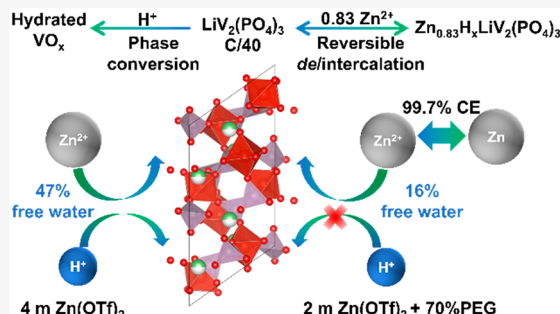 Hydrated
VOₓ
H⁺
Phase
conversion
LiV₂(PO₄)₃
C/40
0.83 Zn²⁺
Reversible
de/intercalation
Zn₀.₈₃HₓLiV₂(PO₄)₃
99.7% CE
Zn²⁺
47%
free water
H⁺
4 m Zn(OTf)₂
Zn²⁺
Zn
16%
free water
H⁺
2 m Zn(OTf)₂ + 70%PEG